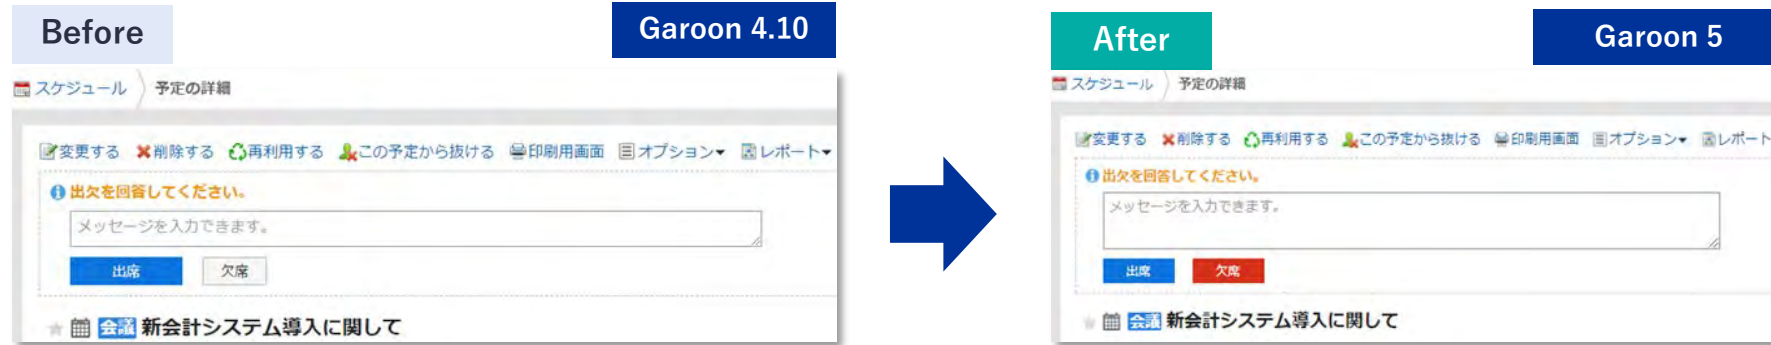 Before
Garoon 4.10
スケジュール 予定の詳細
変更する 削除する 再利用する この予定から抜ける 印刷用画面 オプション レポート
出欠を回答してください。
メッセージを入力できます。
出席 欠席
会議 新会計システム導入に関して
After
Garoon 5
スケジュール 予定の詳細
変更する 削除する 再利用する この予定から抜ける 印刷用画面 オプション レポート
出欠を回答してください。
メッセージを入力できます。
出席 欠席
会議 新会計システム導入に関して